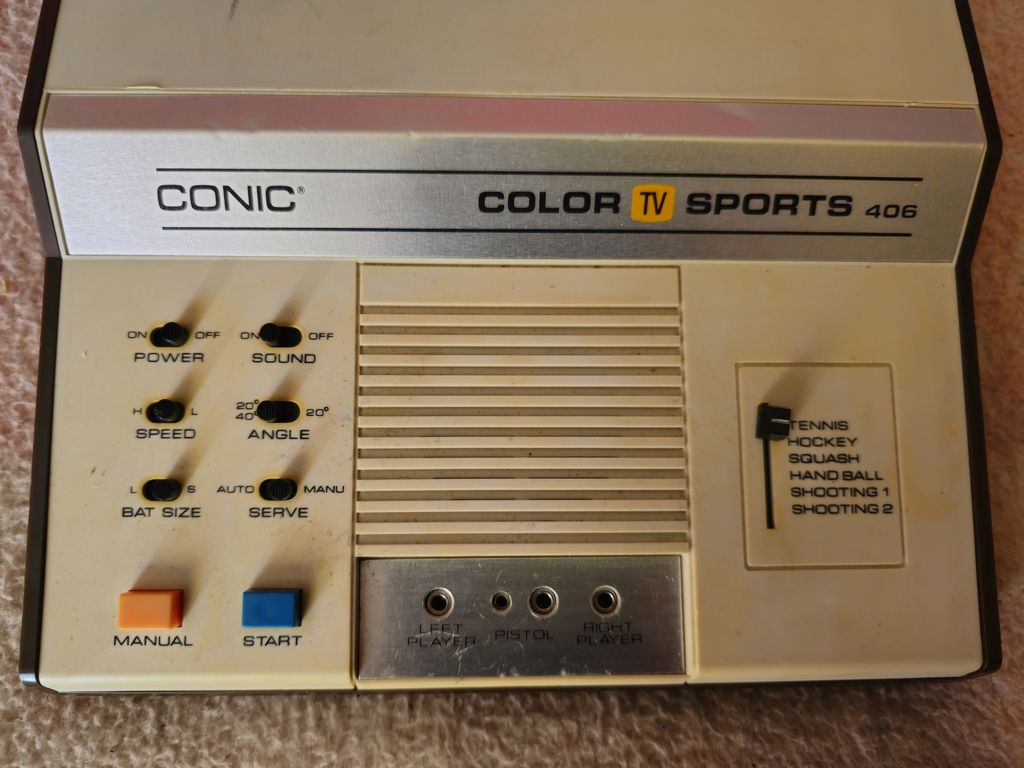 CONIC®
COLOR TV SPORTS 406
ON OFF
POWER
ON OFF
SOUND
H L
SPEED
20°
40° 20°
ANGLE
L S
BAT SIZE
AUTO MANU
SERVE
MANUAL
START
LEFT
PLAYER
PISTOL
RIGHT
PLAYER
TENNIS
HOCKEY
SQUASH
HAND BALL
SHOOTING 1
SHOOTING 2